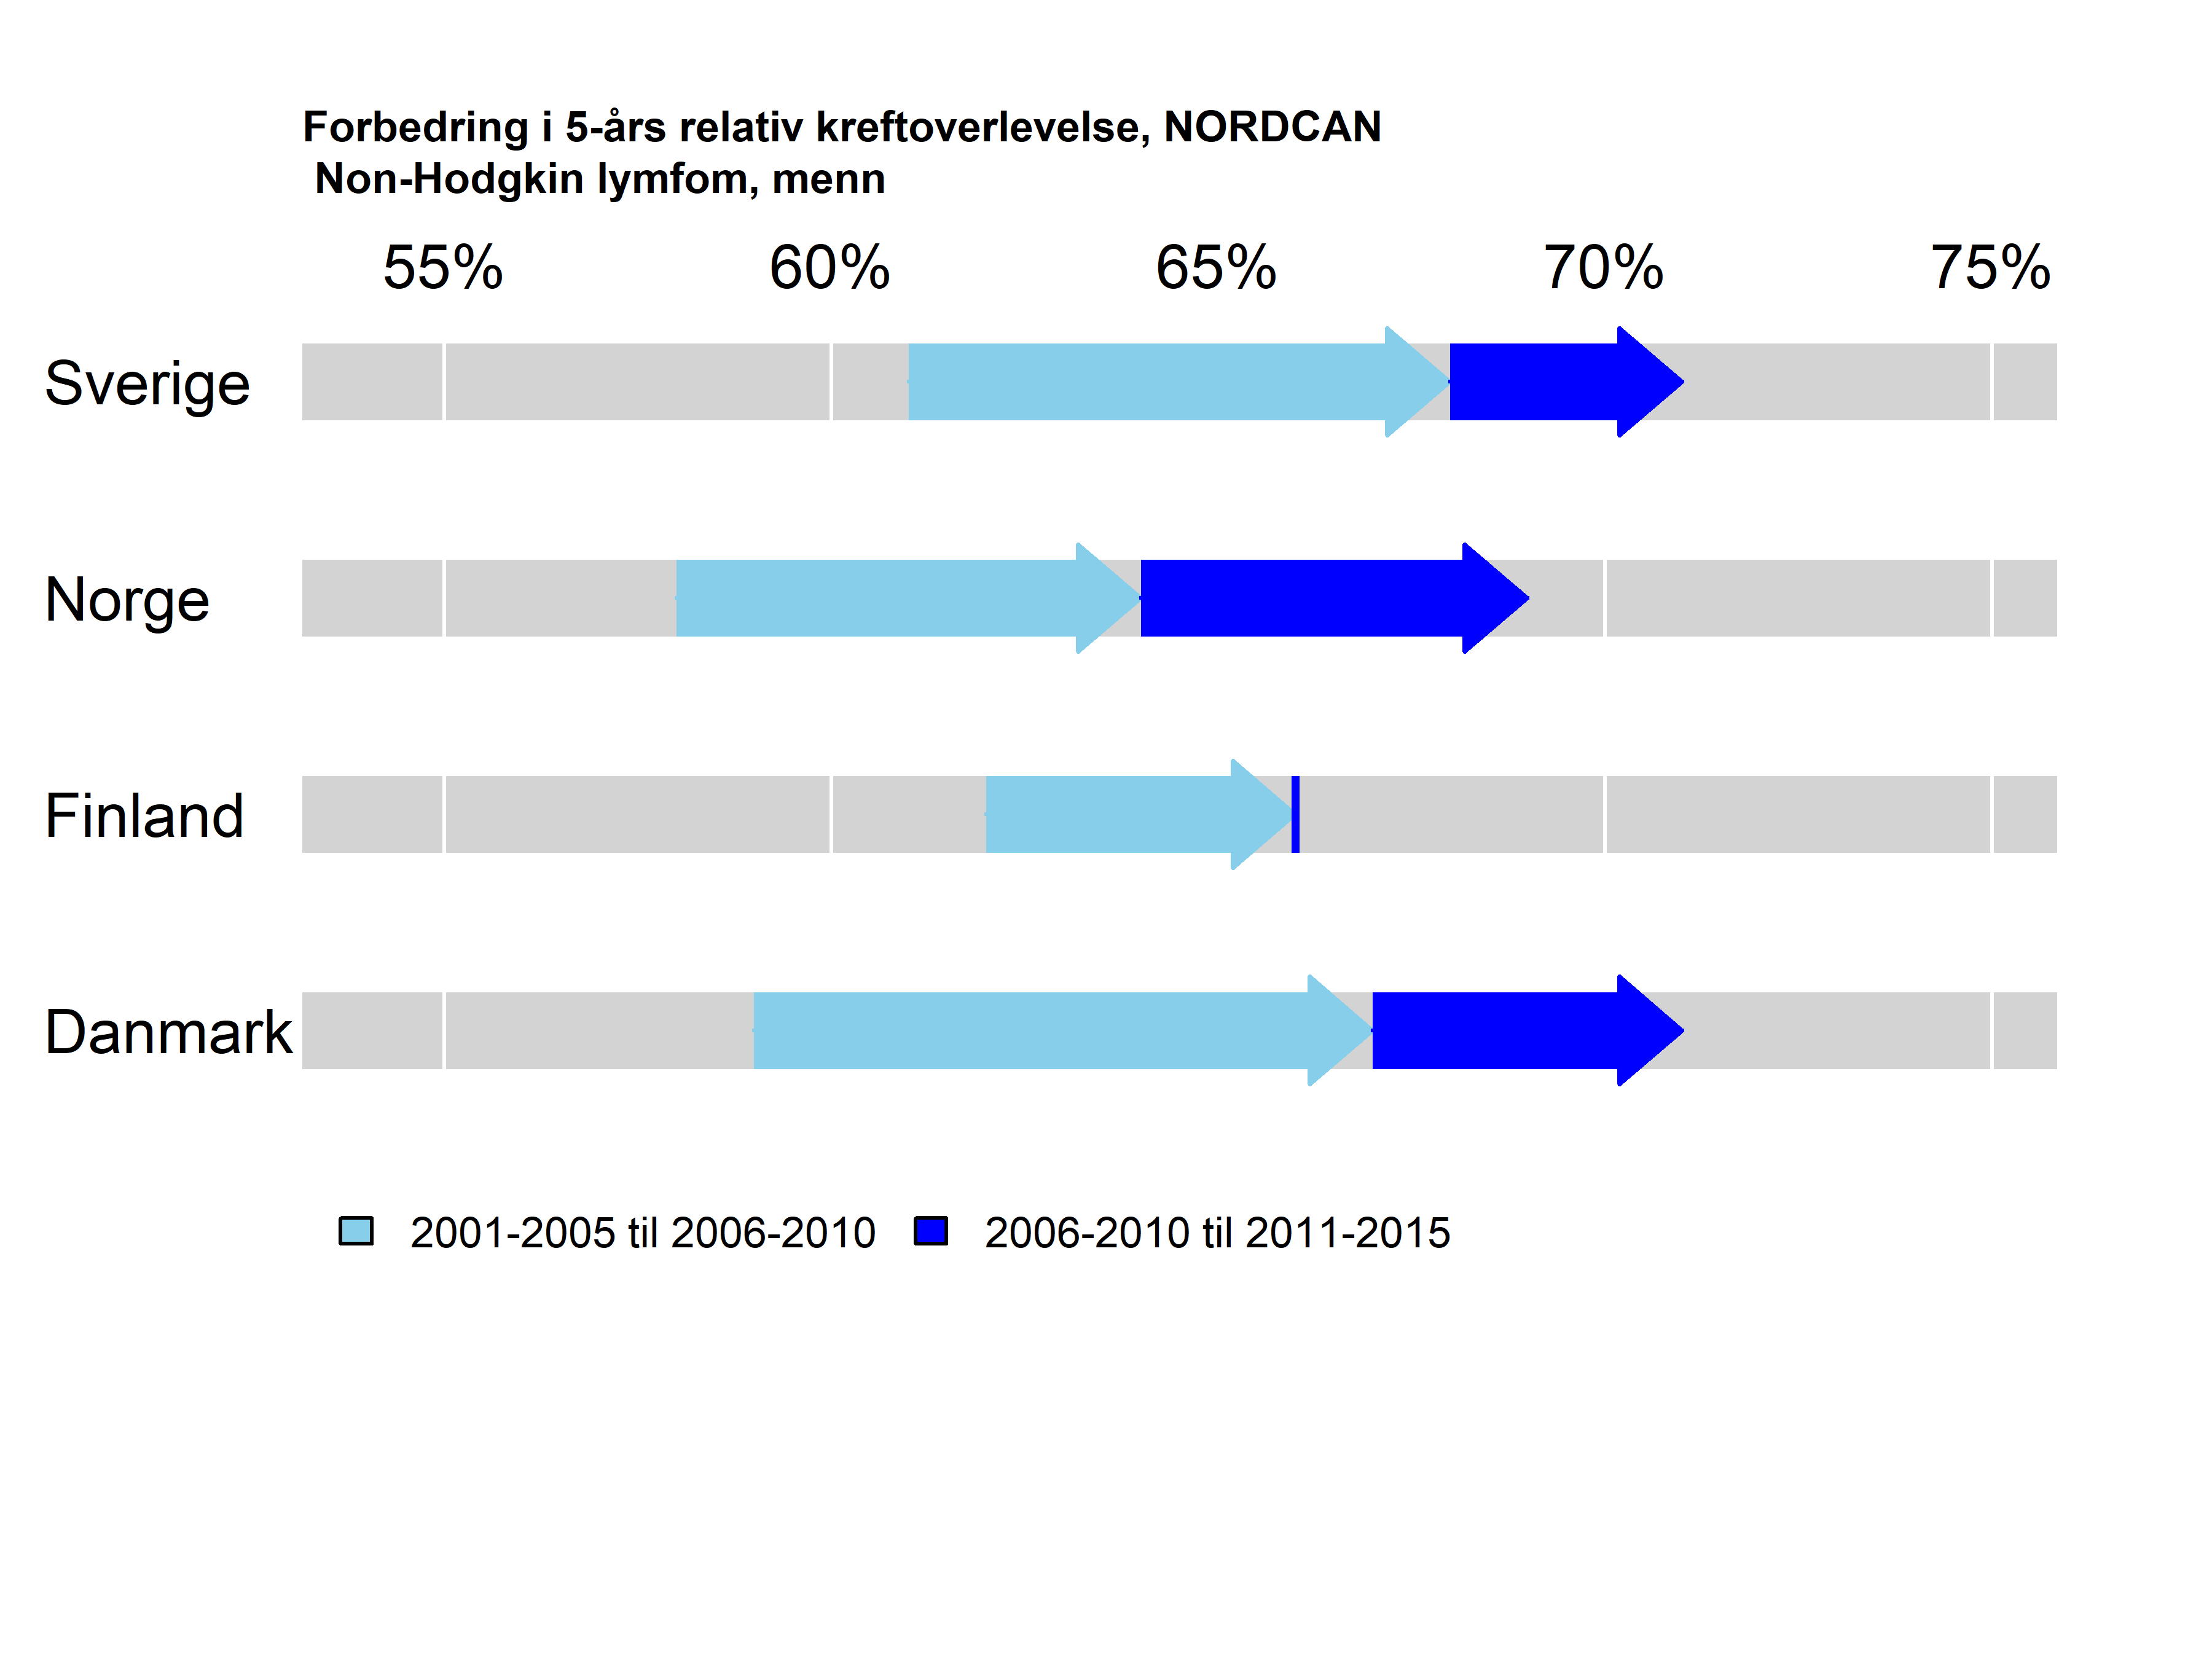 Forbedring i 5-års relativ kreftoverlevelse, NORDCAN
Non-Hodgkin lymfom, menn
55% 60% 65% 70% 75%
Sverige
Norge
Finland
Danmark
2001-2005 til 2006-2010 2006-2010 til 2011-2015